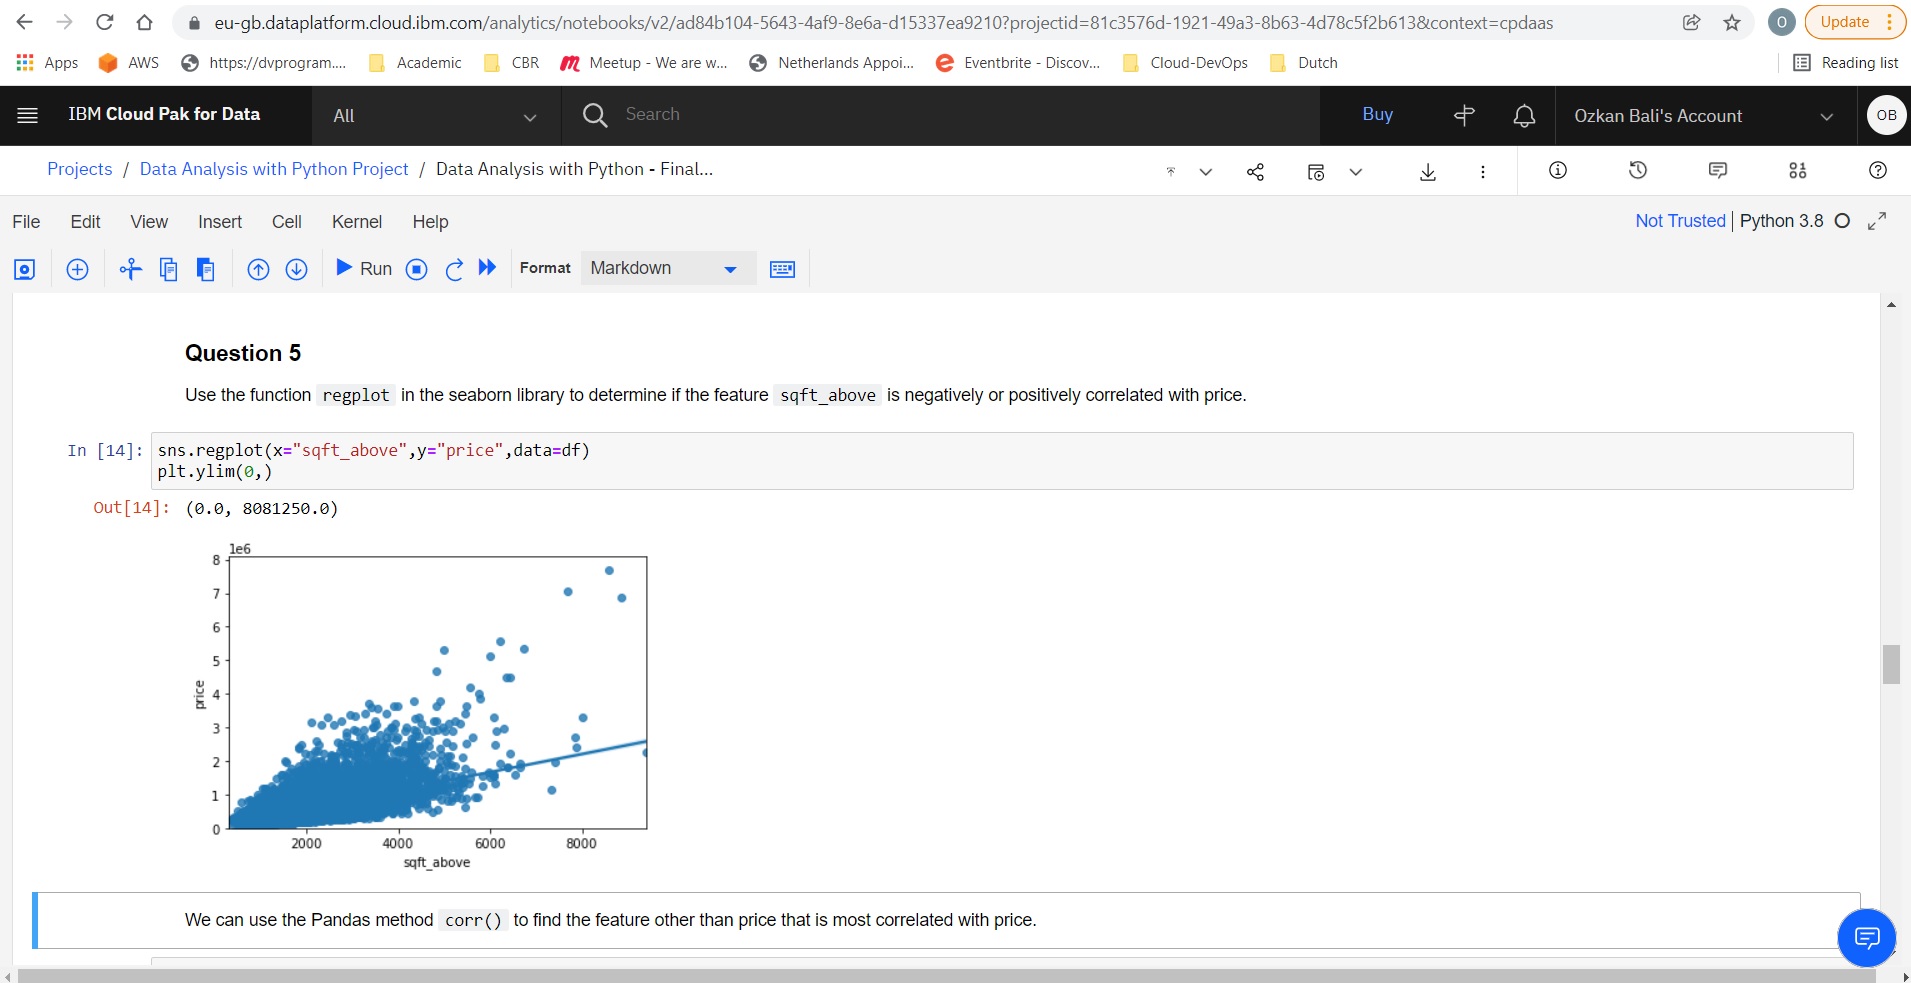 eu-gb.dataplatform.cloud.ibm.com/analytics/notebooks/v2/ad84b104-5643-4af9-8e6a-d15337ea9210?projectid=81c3576d-1921-49a3-8b63-4d78c5f2b613&context=cpdaas O Update
Apps AWS https://dvprogram.... Academic CBR Meetup - We are w... Netherlands Appoi... Eventbrite - Discov... Cloud-DevOps Dutch Reading list
IBM Cloud Pak for Data All Search Buy Ozkan Bali's Account OB
Projects / Data Analysis with Python Project / Data Analysis with Python - Final...
File Edit View Insert Cell Kernel Help Not Trusted Python 3.8
Run Format Markdown
Question 5
Use the function regplot in the seaborn library to determine if the feature sqft_above is negatively or positively correlated with price.
In [14]: sns.regplot(x="sqft_above",y="price",data=df)
plt.ylim(0,)
Out[14]: (0.0, 8081250.0)
1e6
8
7
6
5
4
3
2
1
0
price
2000 4000 6000 8000
sqft_above
We can use the Pandas method corr() to find the feature other than price that is most correlated with price.